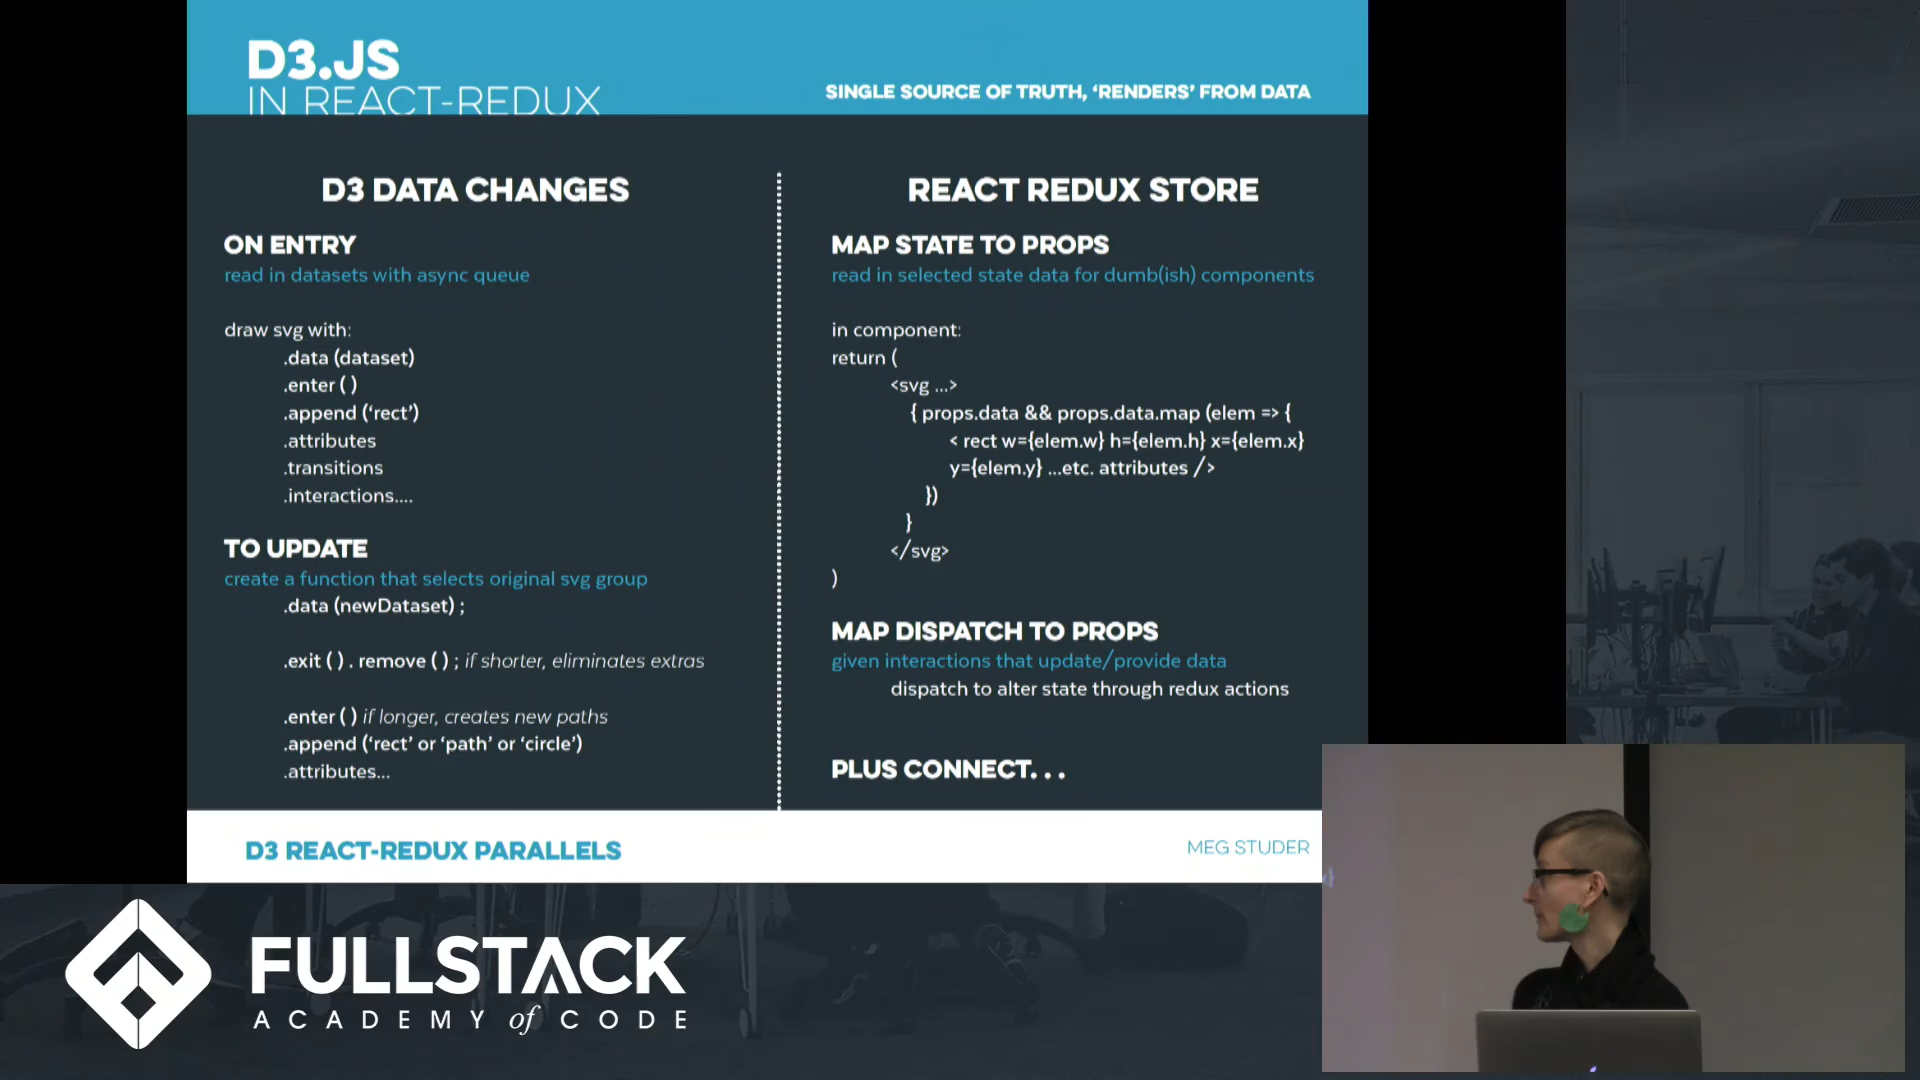 D3.JS
IN REACT-REDUX
SINGLE SOURCE OF TRUTH, ‘RENDERS’ FROM DATA
D3 DATA CHANGES
ON ENTRY
read in datasets with async queue
draw svg with:
.data (dataset)
.enter ( )
.append (‘rect’)
.attributes
.transitions
.interactions....
TO UPDATE
create a function that selects original svg group
.data (newDataset) ;
.exit ( ) . remove ( ) ; if shorter, eliminates extras
.enter ( ) if longer, creates new paths
.append (‘rect’ or ‘path’ or ‘circle’)
.attributes...
REACT REDUX STORE
MAP STATE TO PROPS
read in selected state data for dumb(ish) components
in component:
return (
<svg ...>
{ props.data && props.data.map (elem => {
< rect w={elem.w} h={elem.h} x={elem.x}
y={elem.y} ...etc. attributes />
})
}
</svg>
)
MAP DISPATCH TO PROPS
given interactions that update/provide data
dispatch to alter state through redux actions
PLUS CONNECT. . .
D3 REACT-REDUX PARALLELS
MEG STUDER
FULLSTACK
ACADEMY of CODE